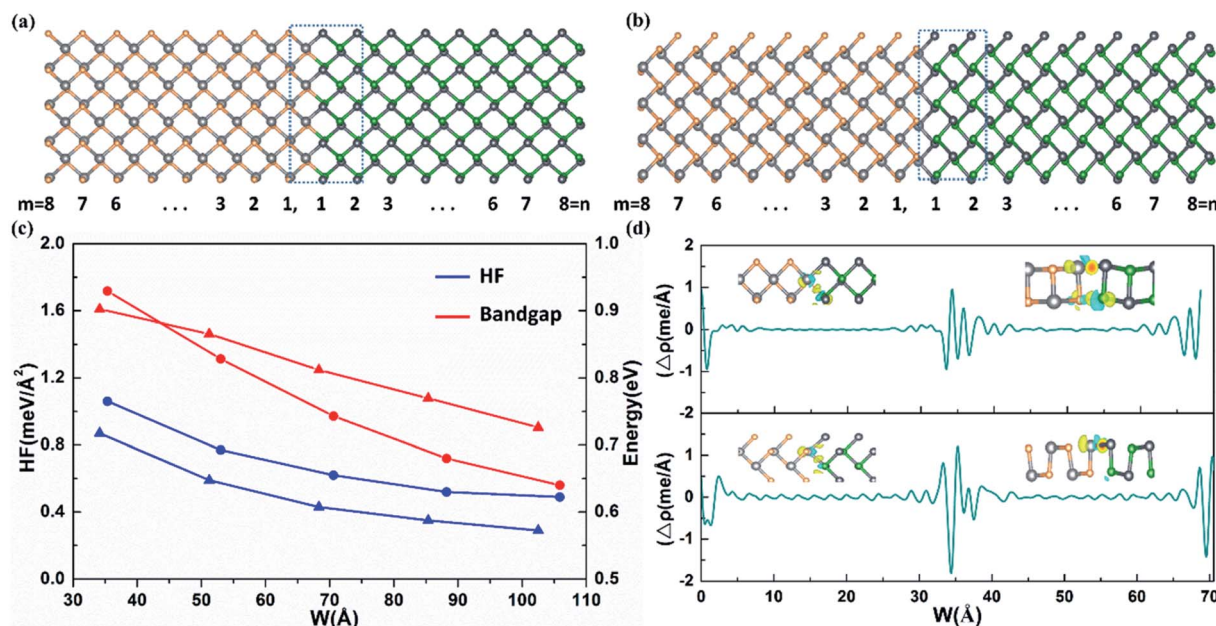 (a)
m=8 7 6 ... 3 2 1, 1 2 3 ... 6 7 8=n
(b)
m=8 7 6 ... 3 2 1, 1 2 3 ... 6 7 8=n
(c)
HF
Bandgap
HF(meV/Å²)
2.0
1.6
1.2
0.8
0.4
0.0
Energy(eV)
1.0
0.9
0.8
0.7
0.6
0.5
30 40 50 60 70 80 90 100 110
W(Å)
(d)
(△ρ(me/Å)
2
1
0
-1
-2
(△ρ(me/Å)
2
1
0
-1
-2
0 10 20 30 40 50 60 70
W(Å)